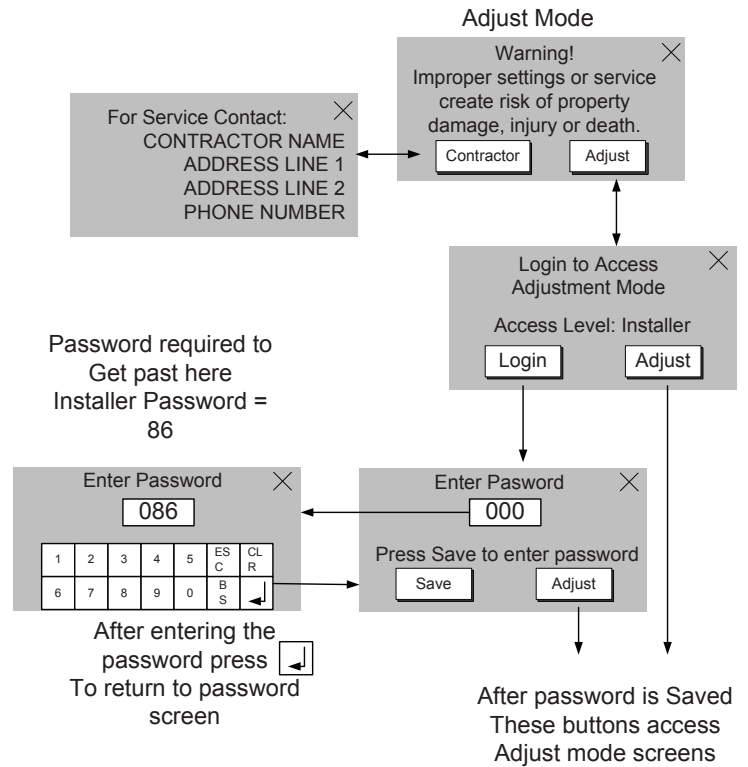 Adjust Mode
Warning!
Improper settings or service
create risk of property
damage, injury or death.
Contractor
Adjust
For Service Contact:
CONTRACTOR NAME
ADDRESS LINE 1
ADDRESS LINE 2
PHONE NUMBER
Login to Access
Adjustment Mode
Access Level: Installer
Login
Adjust
Password required to
Get past here
Installer Password =
86
Enter Password
086
1 2 3 4 5 ES
C CL
R
6 7 8 9 0 B
S
After entering the
password press
To return to password
screen
Enter Pasword
000
Press Save to enter password
Save
Adjust
After password is Saved
These buttons access
Adjust mode screens